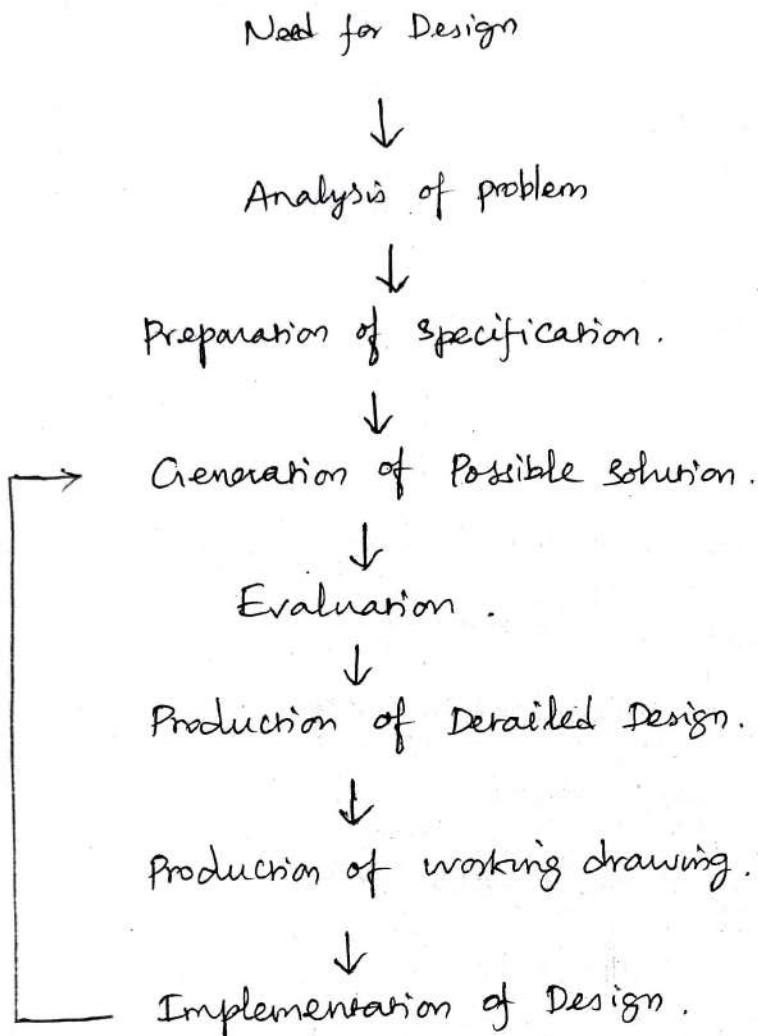 Need for Design
Analysis of problem
Preparation of specification.
Generation of Possible solution.
Evaluation.
Production of Detailed Design.
Production of working drawing.
Implementation of Design.